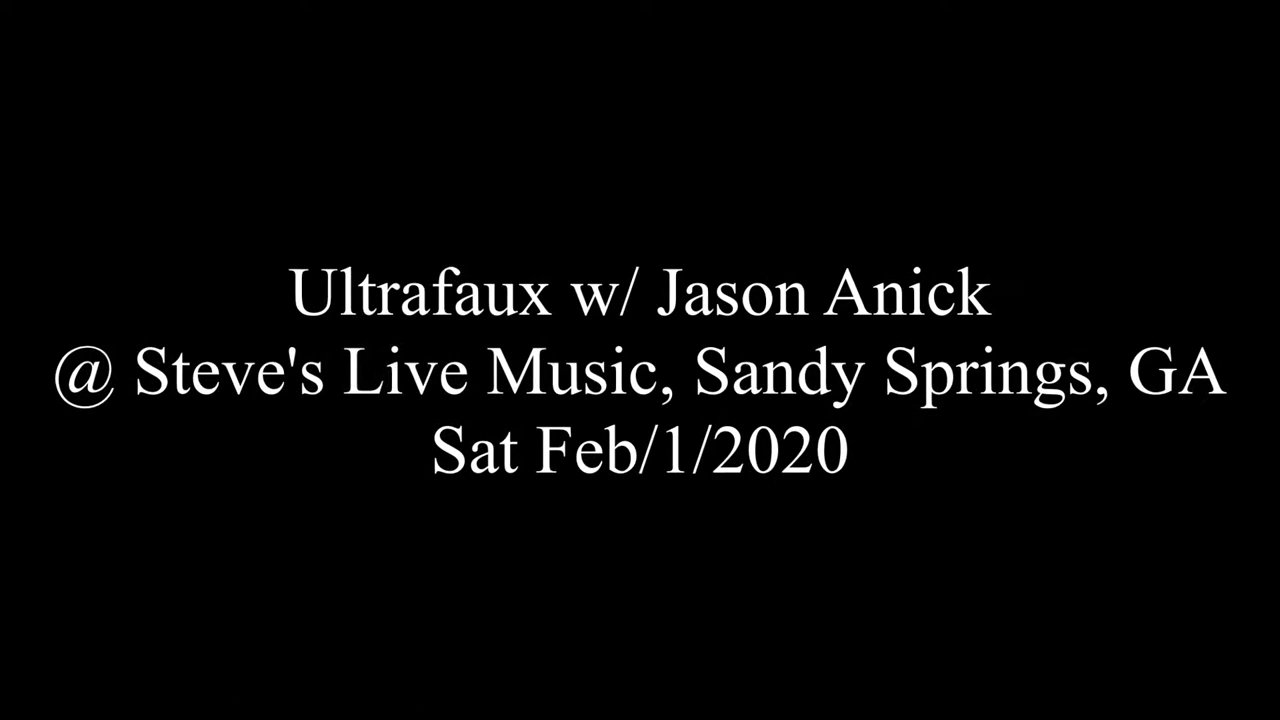 Ultrafaux w/ Jason Anick
@ Steve's Live Music, Sandy Springs, GA
Sat Feb/1/2020